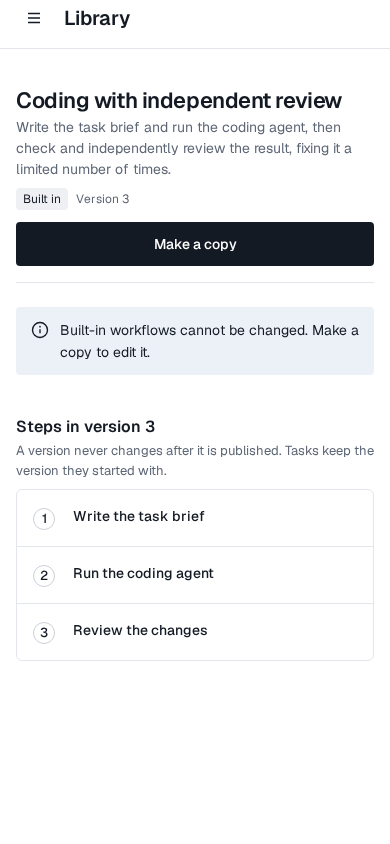 Library
Coding with independent review
Write the task brief and run the coding agent, then
check and independently review the result, fixing it a
limited number of times.
Built in Version 3
Make a copy
Built-in workflows cannot be changed. Make a
copy to edit it.
Steps in version 3
A version never changes after it is published. Tasks keep the
version they started with.
1 Write the task brief
2 Run the coding agent
3 Review the changes